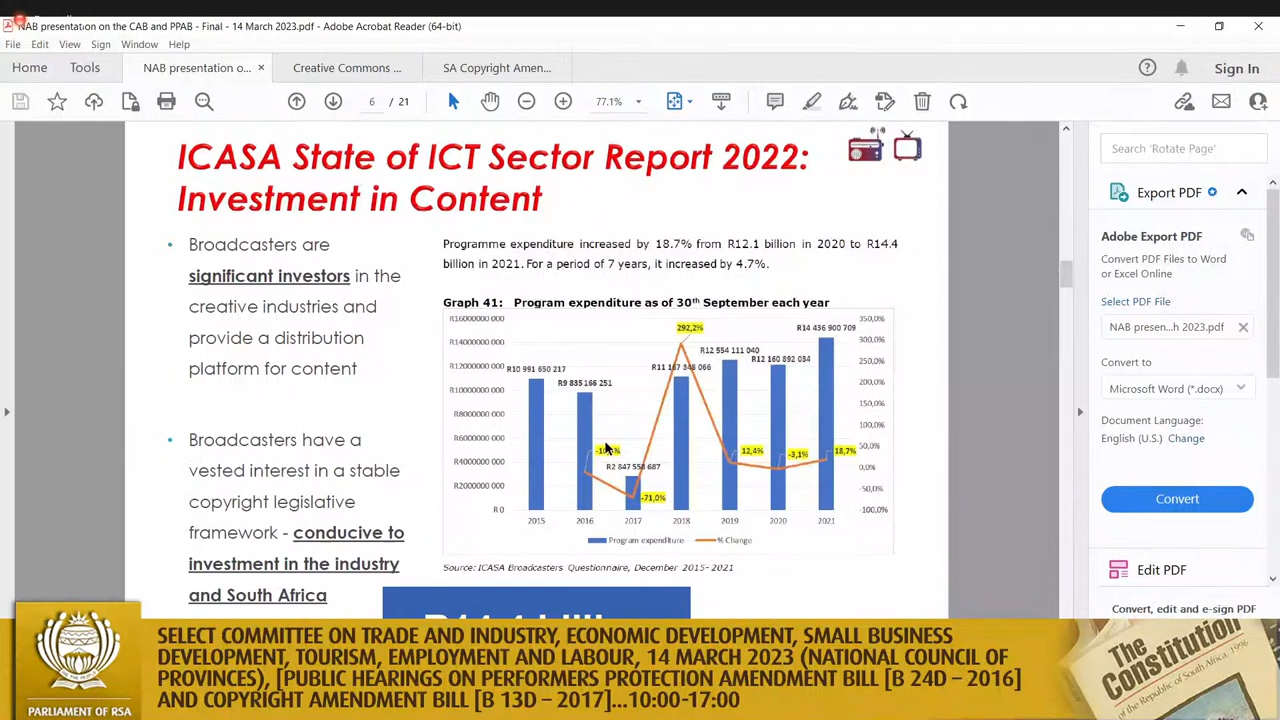 NAB presentation on the CAB and PPAB - Final - 14 March 2023.pdf - Adobe Acrobat Reader (64-bit)
File Edit View Sign Window Help
Home Tools NAB presentation o... × Creative Commons ... SA Copyright Amen... Sign In
6 / 21 77.1%
ICASA State of ICT Sector Report 2022:
Investment in Content
• Broadcasters are
significant investors in the
creative industries and
provide a distribution
platform for content
• Broadcasters have a
vested interest in a stable
copyright legislative
framework - conducive to
investment in the industry
and South Africa
Programme expenditure increased by 18.7% from R12.1 billion in 2020 to R14.4
billion in 2021. For a period of 7 years, it increased by 4.7%.
Graph 41: Program expenditure as of 30th September each year
R16000000 000
R14000000 000
R12000000 000
R10000000 000
R8000000 000
R6000000 000
R4000000 000
R2000000 000
R 0
R10 991 650 217
R9 835 166 251
292,2%
R12 554 111 040
R12 160 892 034
R14 436 900 709
-71,0%
12,4%
-3,1%
18,7%
350,0%
300,0%
250,0%
200,0%
150,0%
100,0%
50,0%
0,0%
-50,0%
-100,0%
2015 2016 2017 2018 2019 2020 2021
Program expenditure % Change
Source: ICASA Broadcasters Questionnaire, December 2015- 2021
Search 'Rotate Page'
Export PDF
Adobe Export PDF
Convert PDF Files to Word
or Excel Online
Select PDF File
NAB presen...h 2023.pdf
Convert to
Microsoft Word (*.docx)
Document Language:
English (U.S.) Change
Convert
Edit PDF
Convert, edit and e-sign PDF
PARLIAMENT OF RSA
SELECT COMMITTEE ON TRADE AND INDUSTRY, ECONOMIC DEVELOPMENT, SMALL BUSINESS
DEVELOPMENT, TOURISM, EMPLOYMENT AND LABOUR, 14 MARCH 2023 (NATIONAL COUNCIL OF
PROVINCES), [PUBLIC HEARINGS ON PERFORMERS PROTECTION AMENDMENT BILL [B 24D – 2016]
AND COPYRIGHT AMENDMENT BILL [B 13D – 2017]...10:00-17:00
The
Constitution
of the Republic of South Africa, 1996